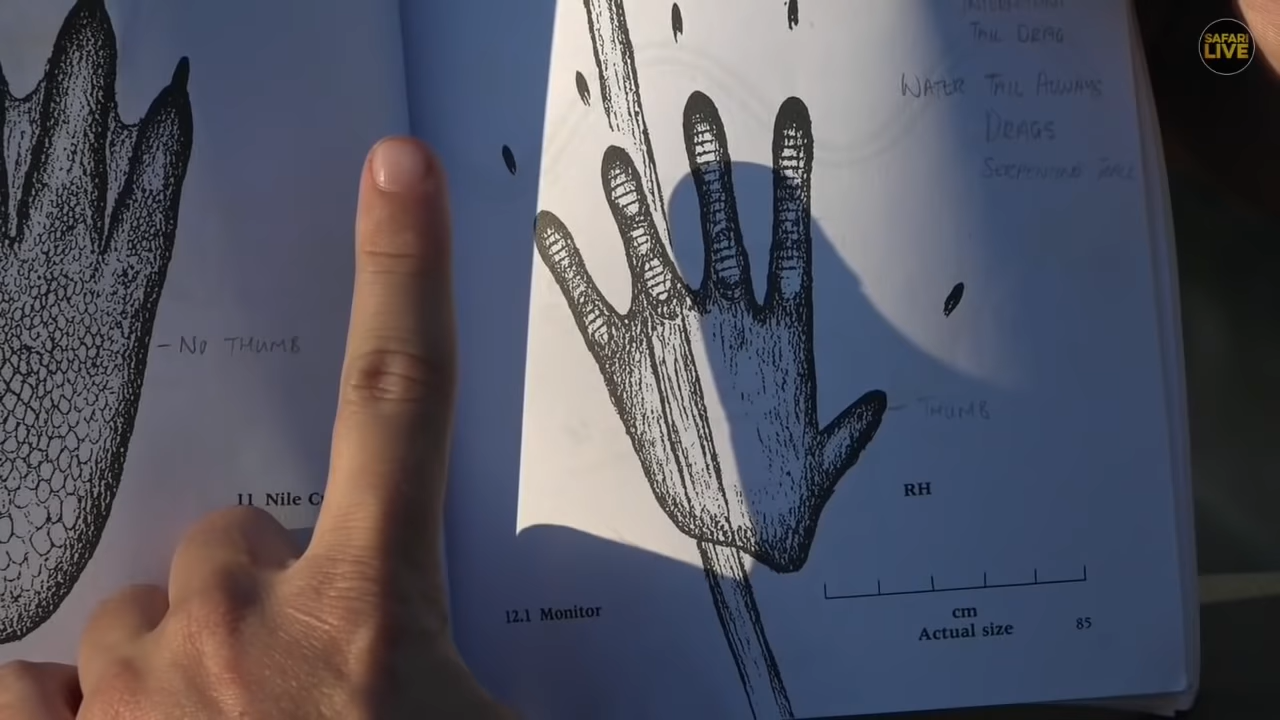 SAFARI
LIVE
TAIL DRAG
WATER TAIL ALWAYS
DRAGS
- NO THUMB
- THUMB
11 Nile
RH
12.1 Monitor
cm
Actual size
85